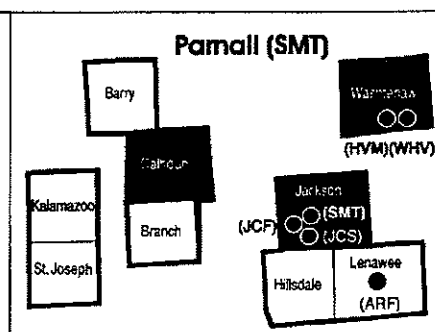 Parnall (SMT)
Barry
Washtenaw
(HVM)(WHV)
Calhoun
Jackson
Kalamazoo
(SMT)
(JCF)
Branch
(JCS)
St. Joseph
Hillsdale
Lenawee
(ARF)